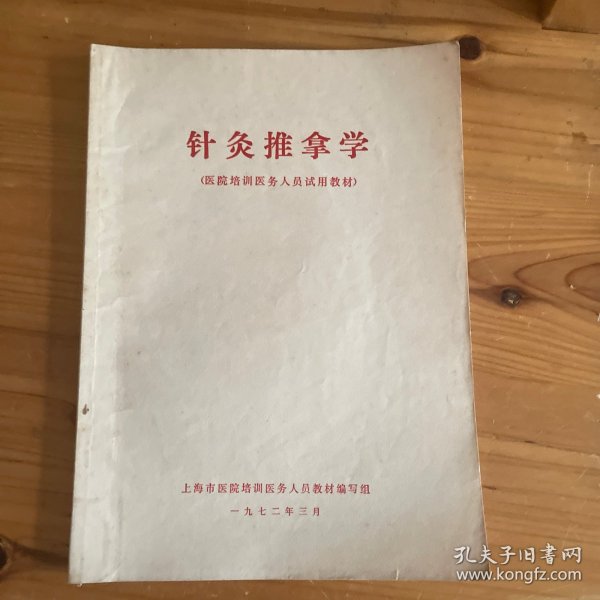 针灸推拿学
(医院培训医务人员试用教材)
上海市医院培训医务人员教材编写组
一九七二年三月
孔夫子旧书网
www.kongfz.com